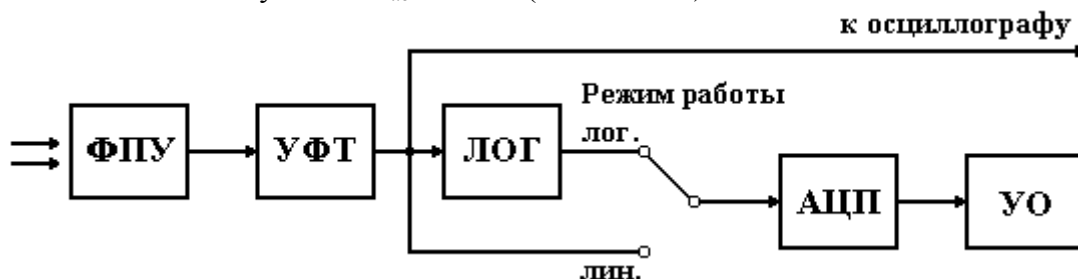 к осциллографу
Режим работы
лог.
ФПУ
УФТ
ЛОГ
АЦП
УО
лин.